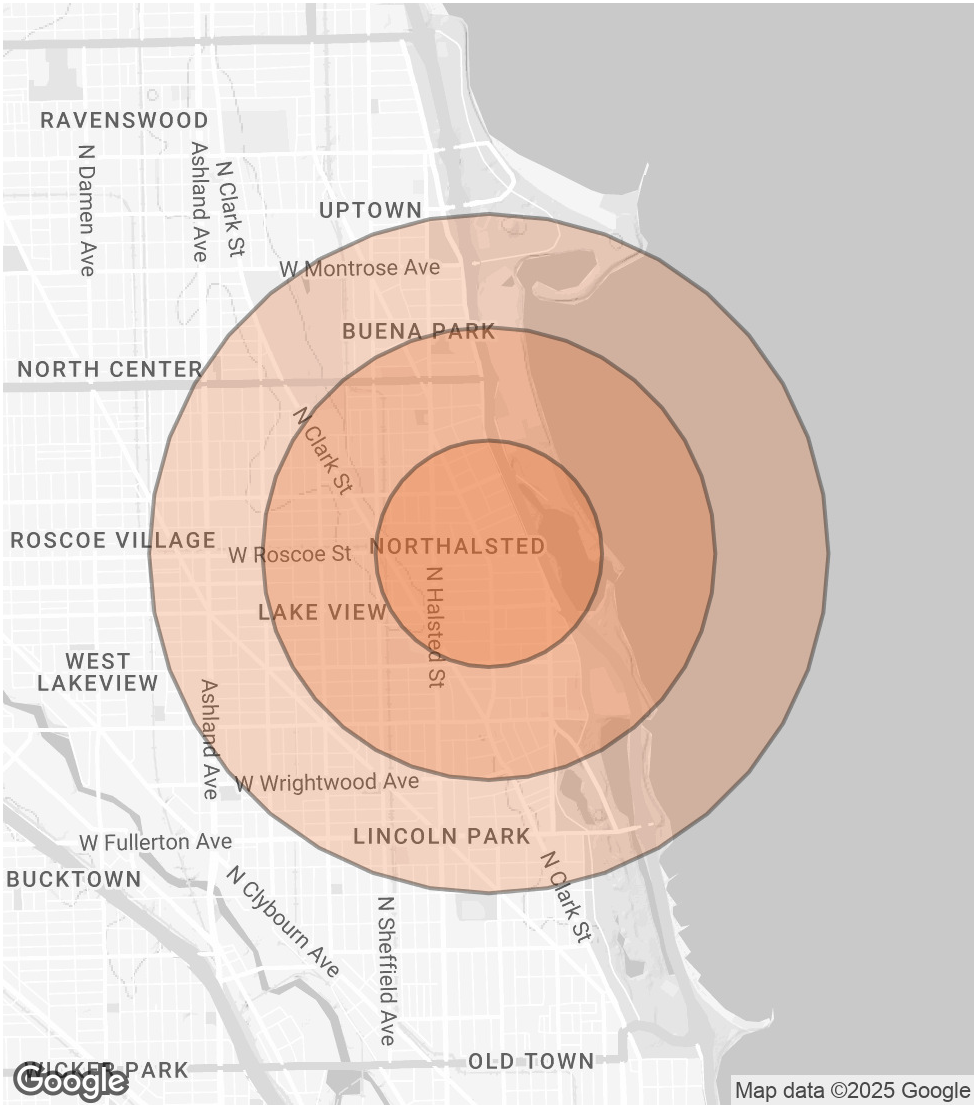 RAVENSWOOD
N Damen Ave
Ashland Ave
N Clark St
UPTOWN
W Montrose Ave
BUENA PARK
NORTH CENTER
N Clark St
ROSCOE VILLAGE
W Roscoe St
NORTHALSTED
N Halsted St
LAKE VIEW
WEST
LAKEVIEW
Ashland Ave
W Wrightwood Ave
LINCOLN PARK
W Fullerton Ave
BUCKTOWN
N Clybourn Ave
N Sheffield Ave
N Clark St
OLD TOWN
WICKER PARK
Google
Map data ©2025 Google